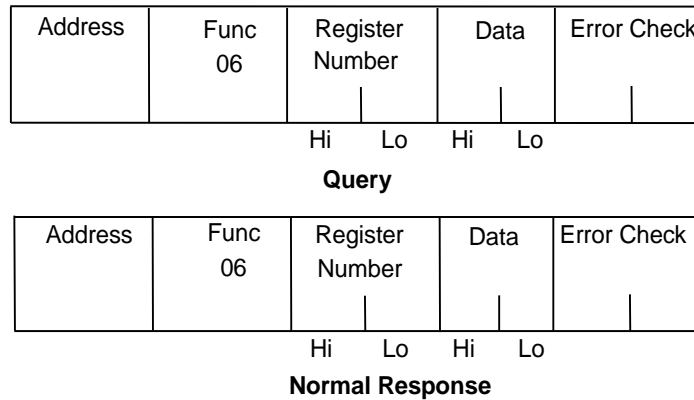 Address Func Register Data Error Check
06 Number
Hi Lo Hi Lo
Query
Address Func Register Data Error Check
06 Number
Hi Lo Hi Lo
Normal Response